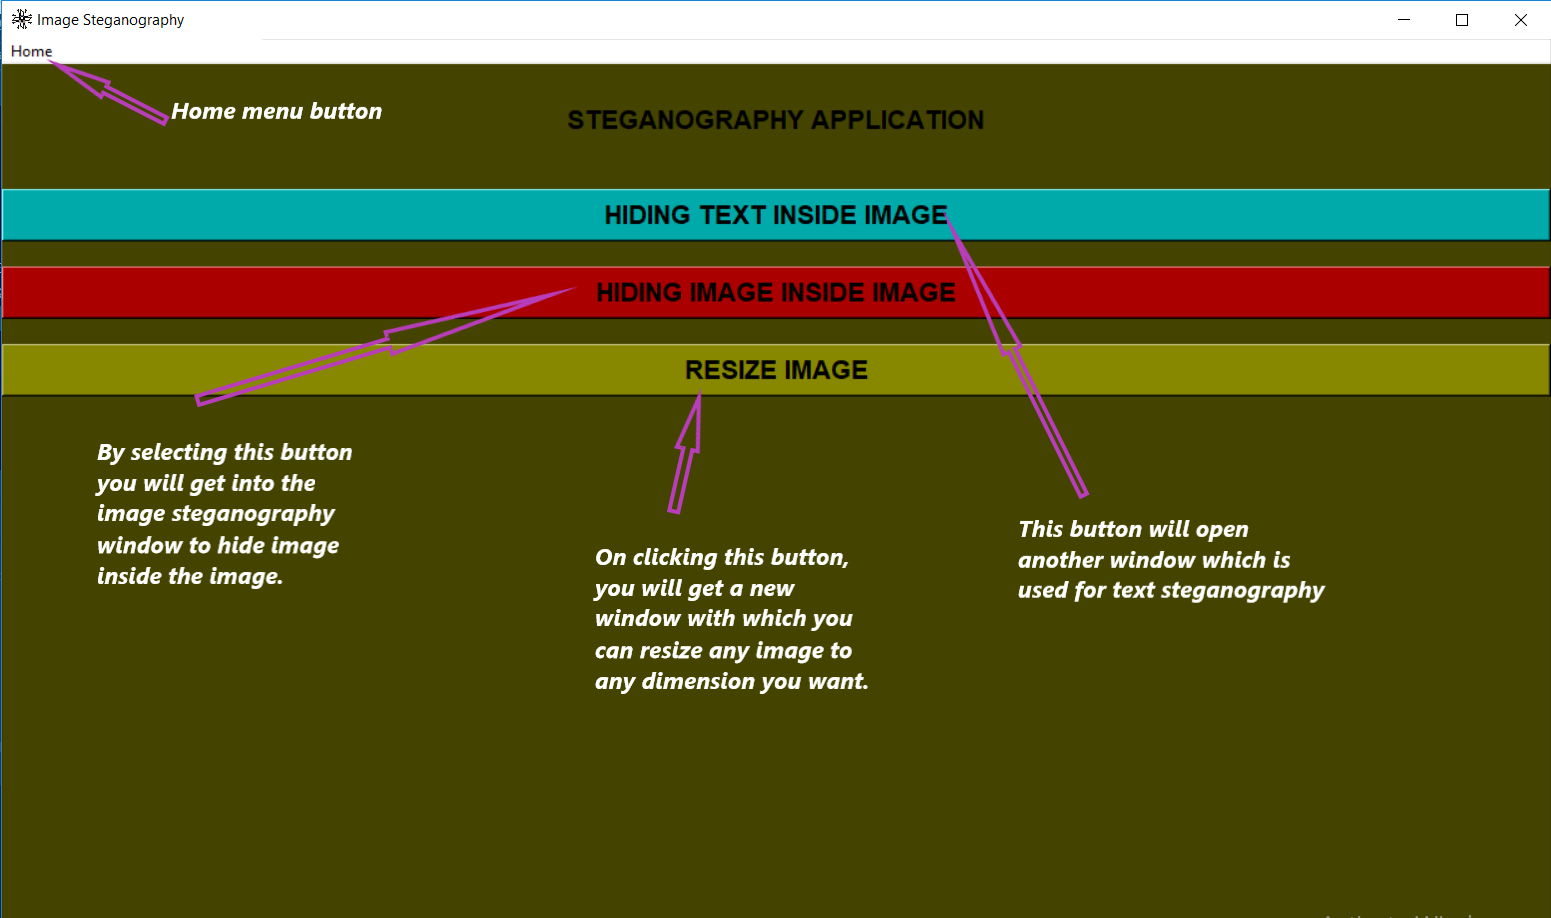 Image Steganography
Home
Home menu button
STEGANOGRAPHY APPLICATION
HIDING TEXT INSIDE IMAGE
HIDING IMAGE INSIDE IMAGE
RESIZE IMAGE
By selecting this button
you will get into the
image steganography
window to hide image
inside the image.
On clicking this button,
you will get a new
window with which you
can resize any image to
any dimension you want.
This button will open
another window which is
used for text steganography